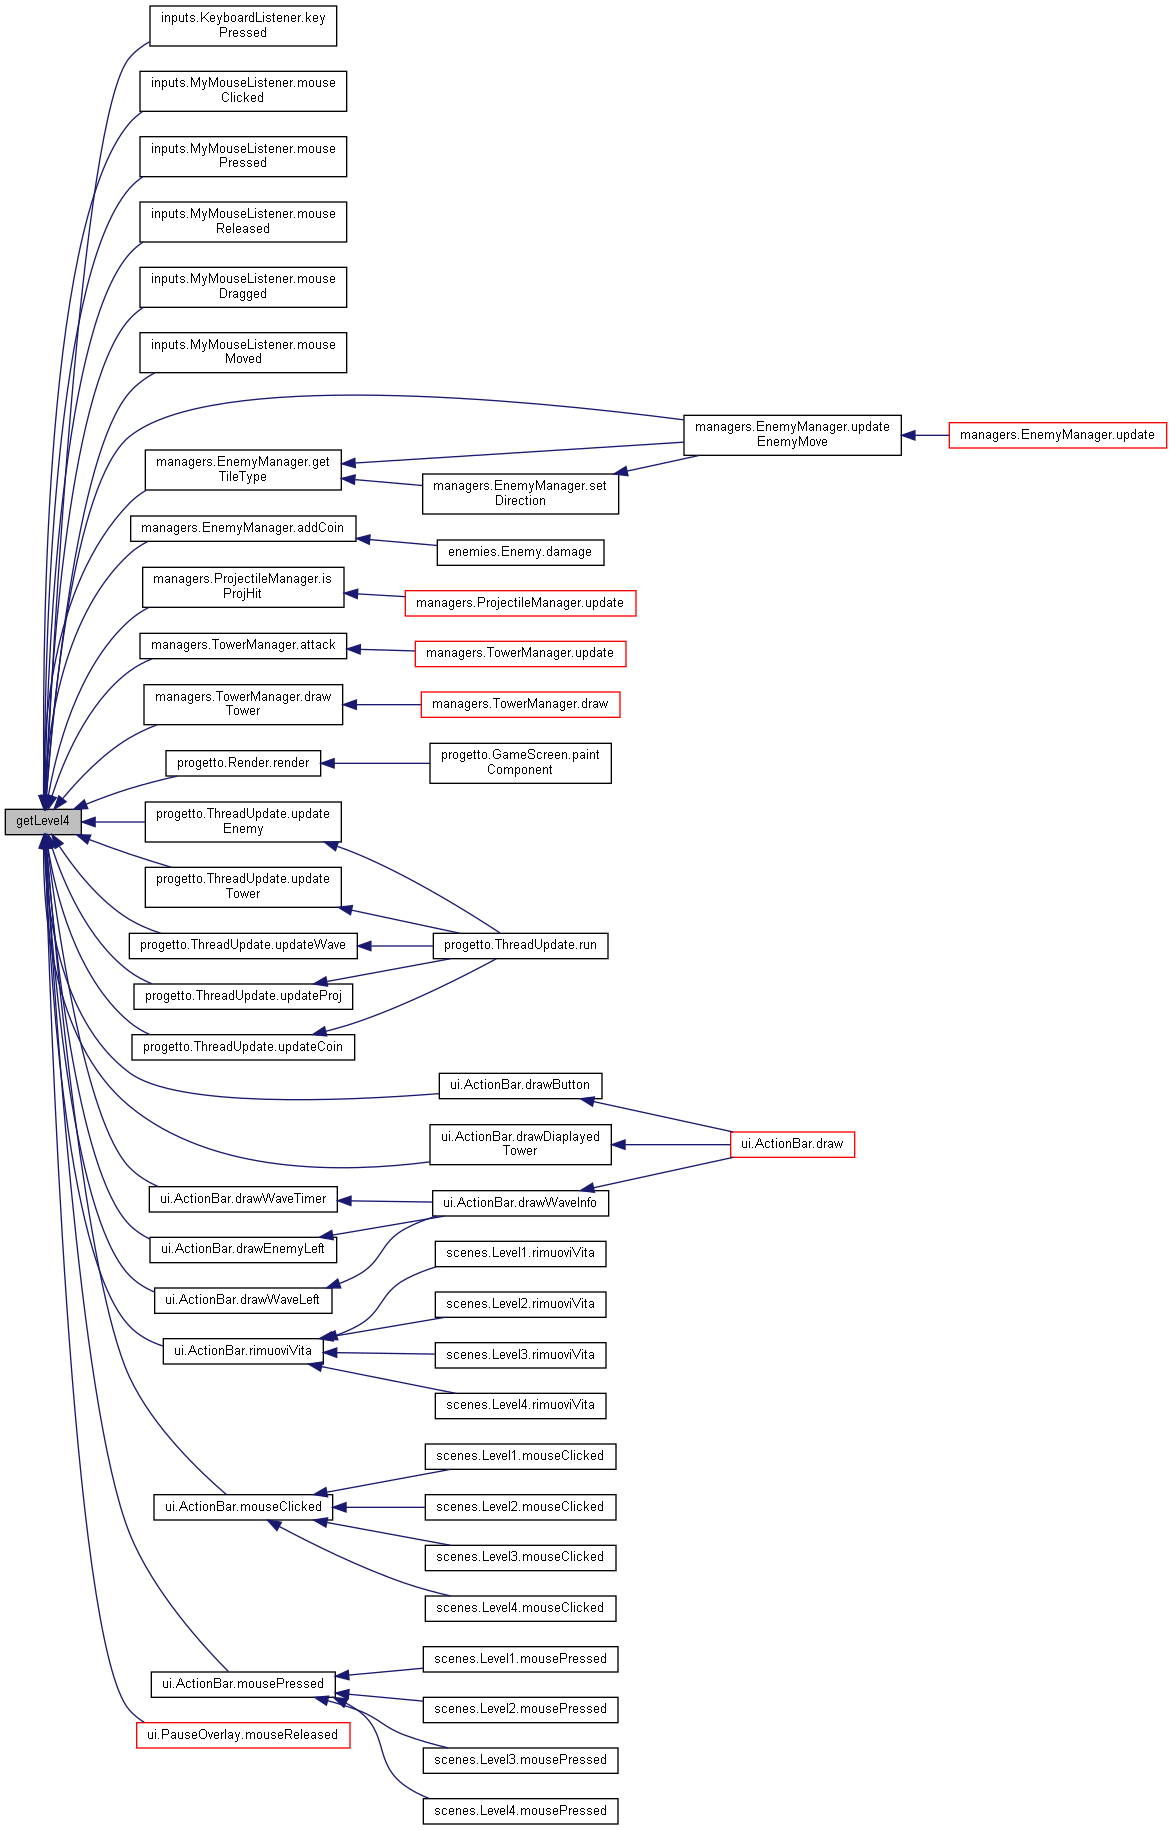 inputs.KeyboardListener.key
Pressed
inputs.MyMouseListener.mouse
Clicked
inputs.MyMouseListener.mouse
Pressed
inputs.MyMouseListener.mouse
Released
inputs.MyMouseListener.mouse
Dragged
inputs.MyMouseListener.mouse
Moved
managers.EnemyManager.update
EnemyMove
managers.EnemyManager.update
managers.EnemyManager.get
TileType
managers.EnemyManager.set
Direction
managers.EnemyManager.addCoin
enemies.Enemy.damage
managers.ProjectileManager.is
ProjHit
managers.ProjectileManager.update
managers.TowerManager.attack
managers.TowerManager.update
managers.TowerManager.draw
Tower
managers.TowerManager.draw
progetto.Render.render
progetto.GameScreen.paint
Component
getLevel4
progetto.ThreadUpdate.update
Enemy
progetto.ThreadUpdate.update
Tower
progetto.ThreadUpdate.updateWave
progetto.ThreadUpdate.run
progetto.ThreadUpdate.updateProj
progetto.ThreadUpdate.updateCoin
ui.ActionBar.drawButton
ui.ActionBar.drawDiaplayed
Tower
ui.ActionBar.draw
ui.ActionBar.drawWaveTimer
ui.ActionBar.drawWaveInfo
ui.ActionBar.drawEnemyLeft
scenes.Level1.rimuoviVita
ui.ActionBar.drawWaveLeft
scenes.Level2.rimuoviVita
ui.ActionBar.rimuoviVita
scenes.Level3.rimuoviVita
scenes.Level4.rimuoviVita
scenes.Level1.mouseClicked
ui.ActionBar.mouseClicked
scenes.Level2.mouseClicked
scenes.Level3.mouseClicked
scenes.Level4.mouseClicked
scenes.Level1.mousePressed
ui.ActionBar.mousePressed
scenes.Level2.mousePressed
ui.PauseOverlay.mouseReleased
scenes.Level3.mousePressed
scenes.Level4.mousePressed